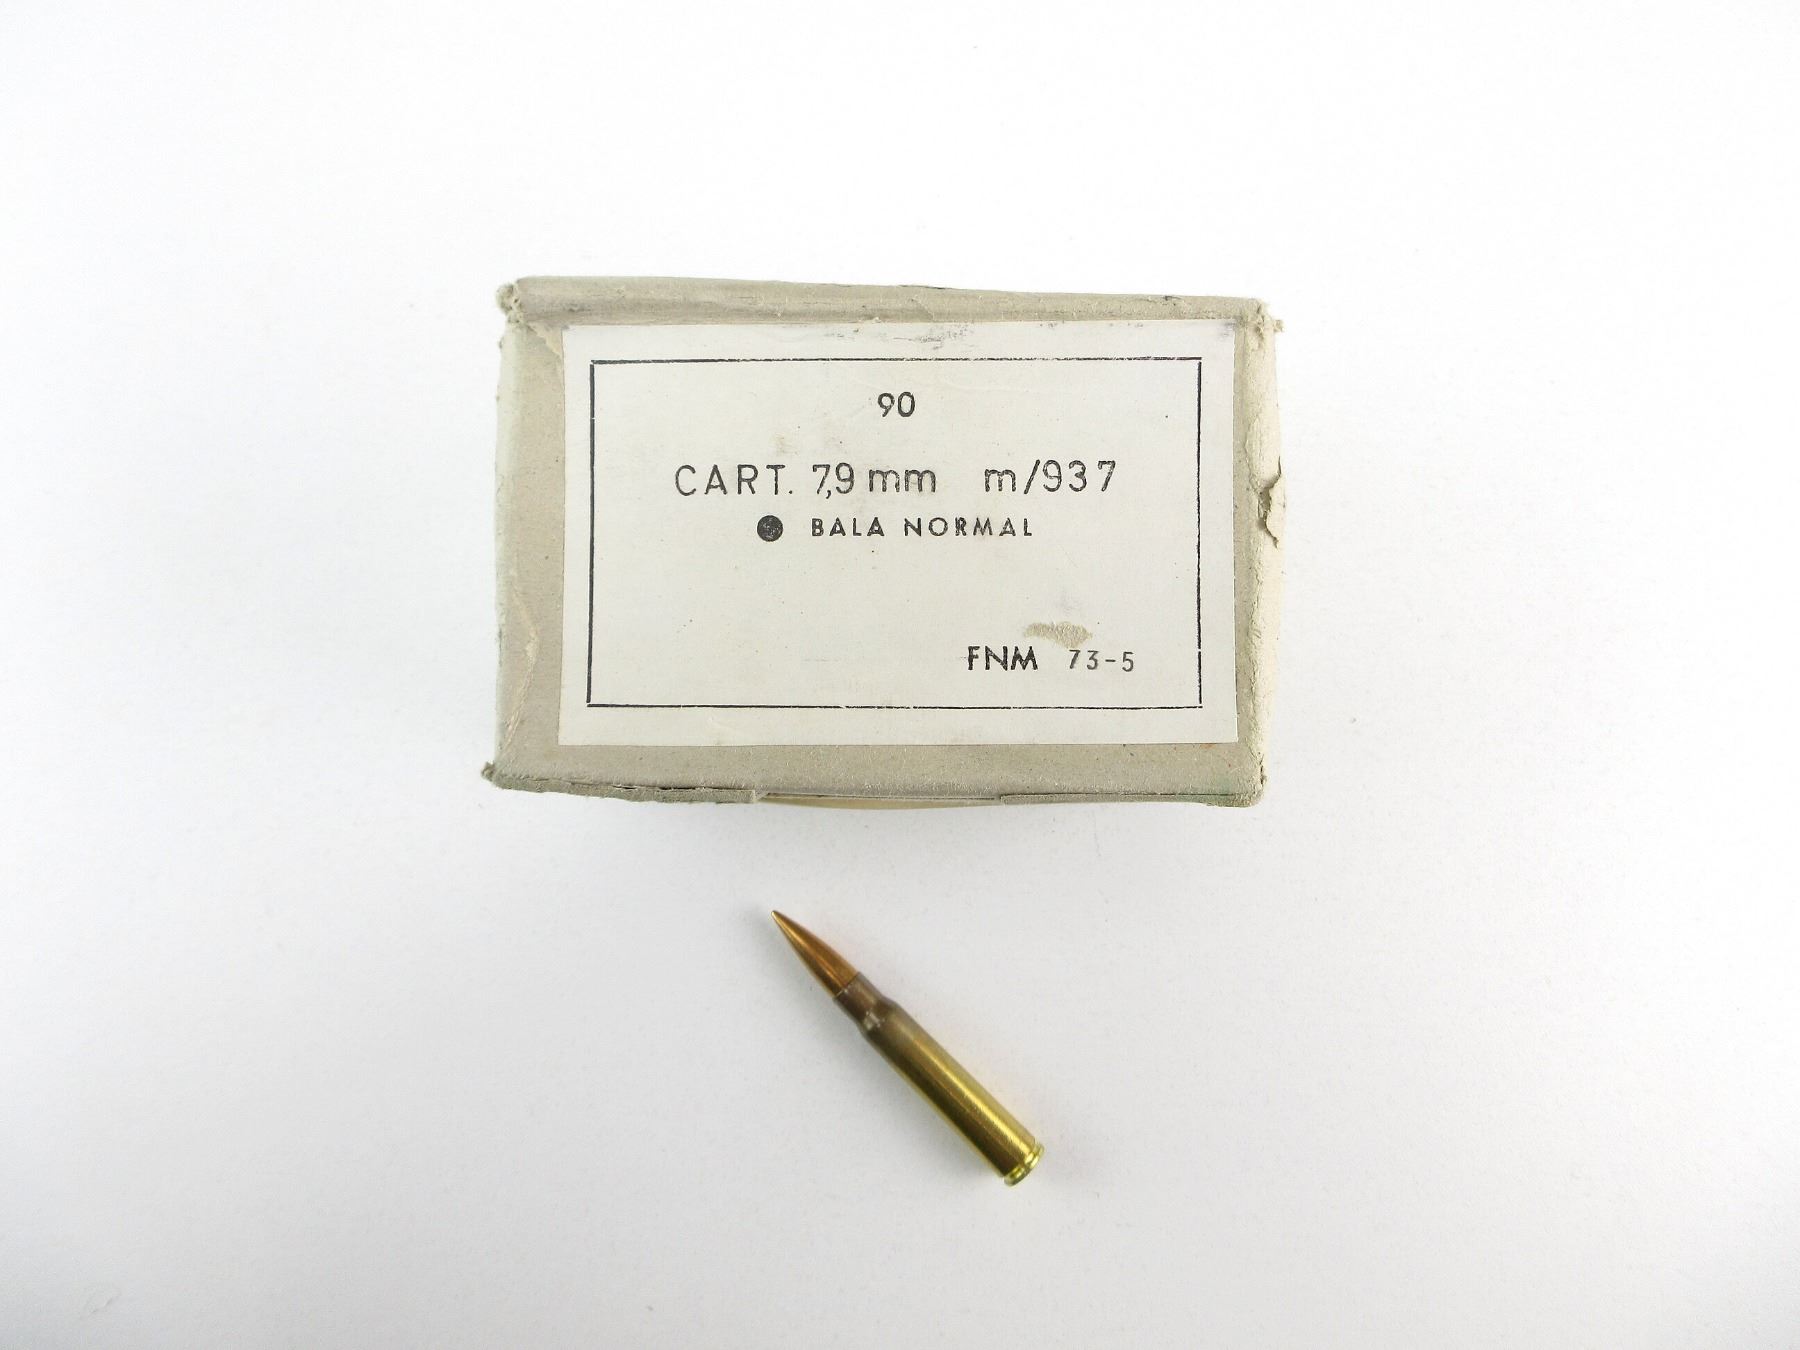 90
CART. 7,9 mm m/937
● BALA NORMAL
FNM 73-5